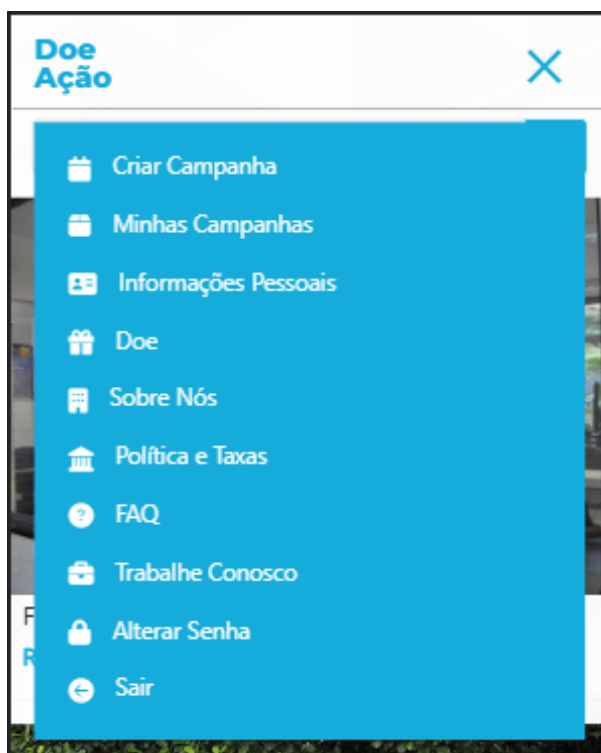 Doe
Ação
Criar Campanha
Minhas Campanhas
Informações Pessoais
Doe
Sobre Nós
Política e Taxas
FAQ
Trabalhe Conosco
Alterar Senha
Sair
F
R